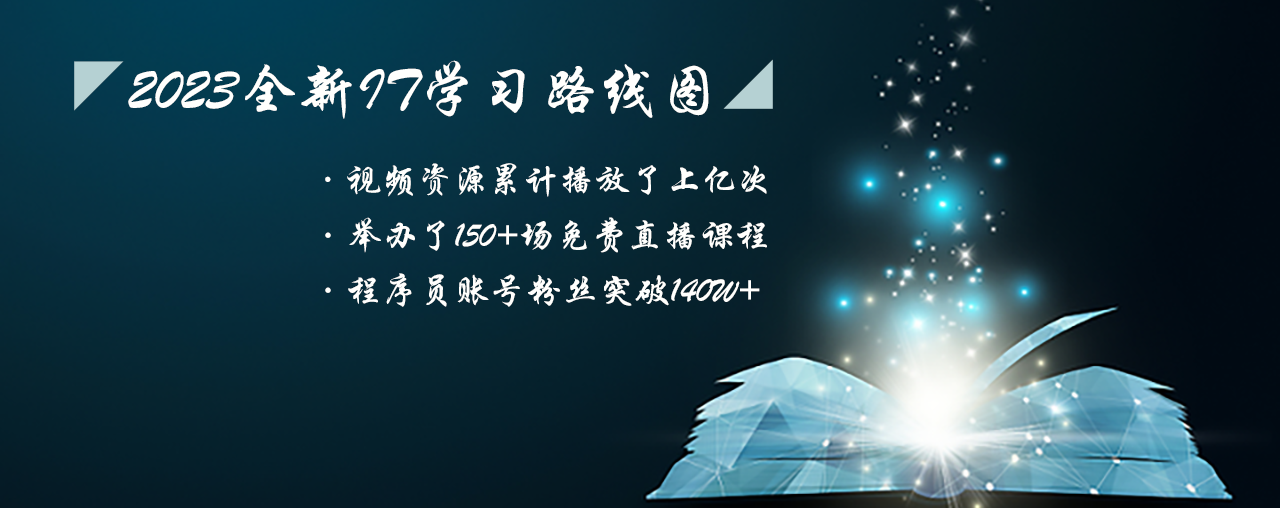 2023全新IT学习路线图
· 视频资源累计播放了上亿次
· 举办了150+场免费直播课程
· 程序员账号粉丝突破140W+